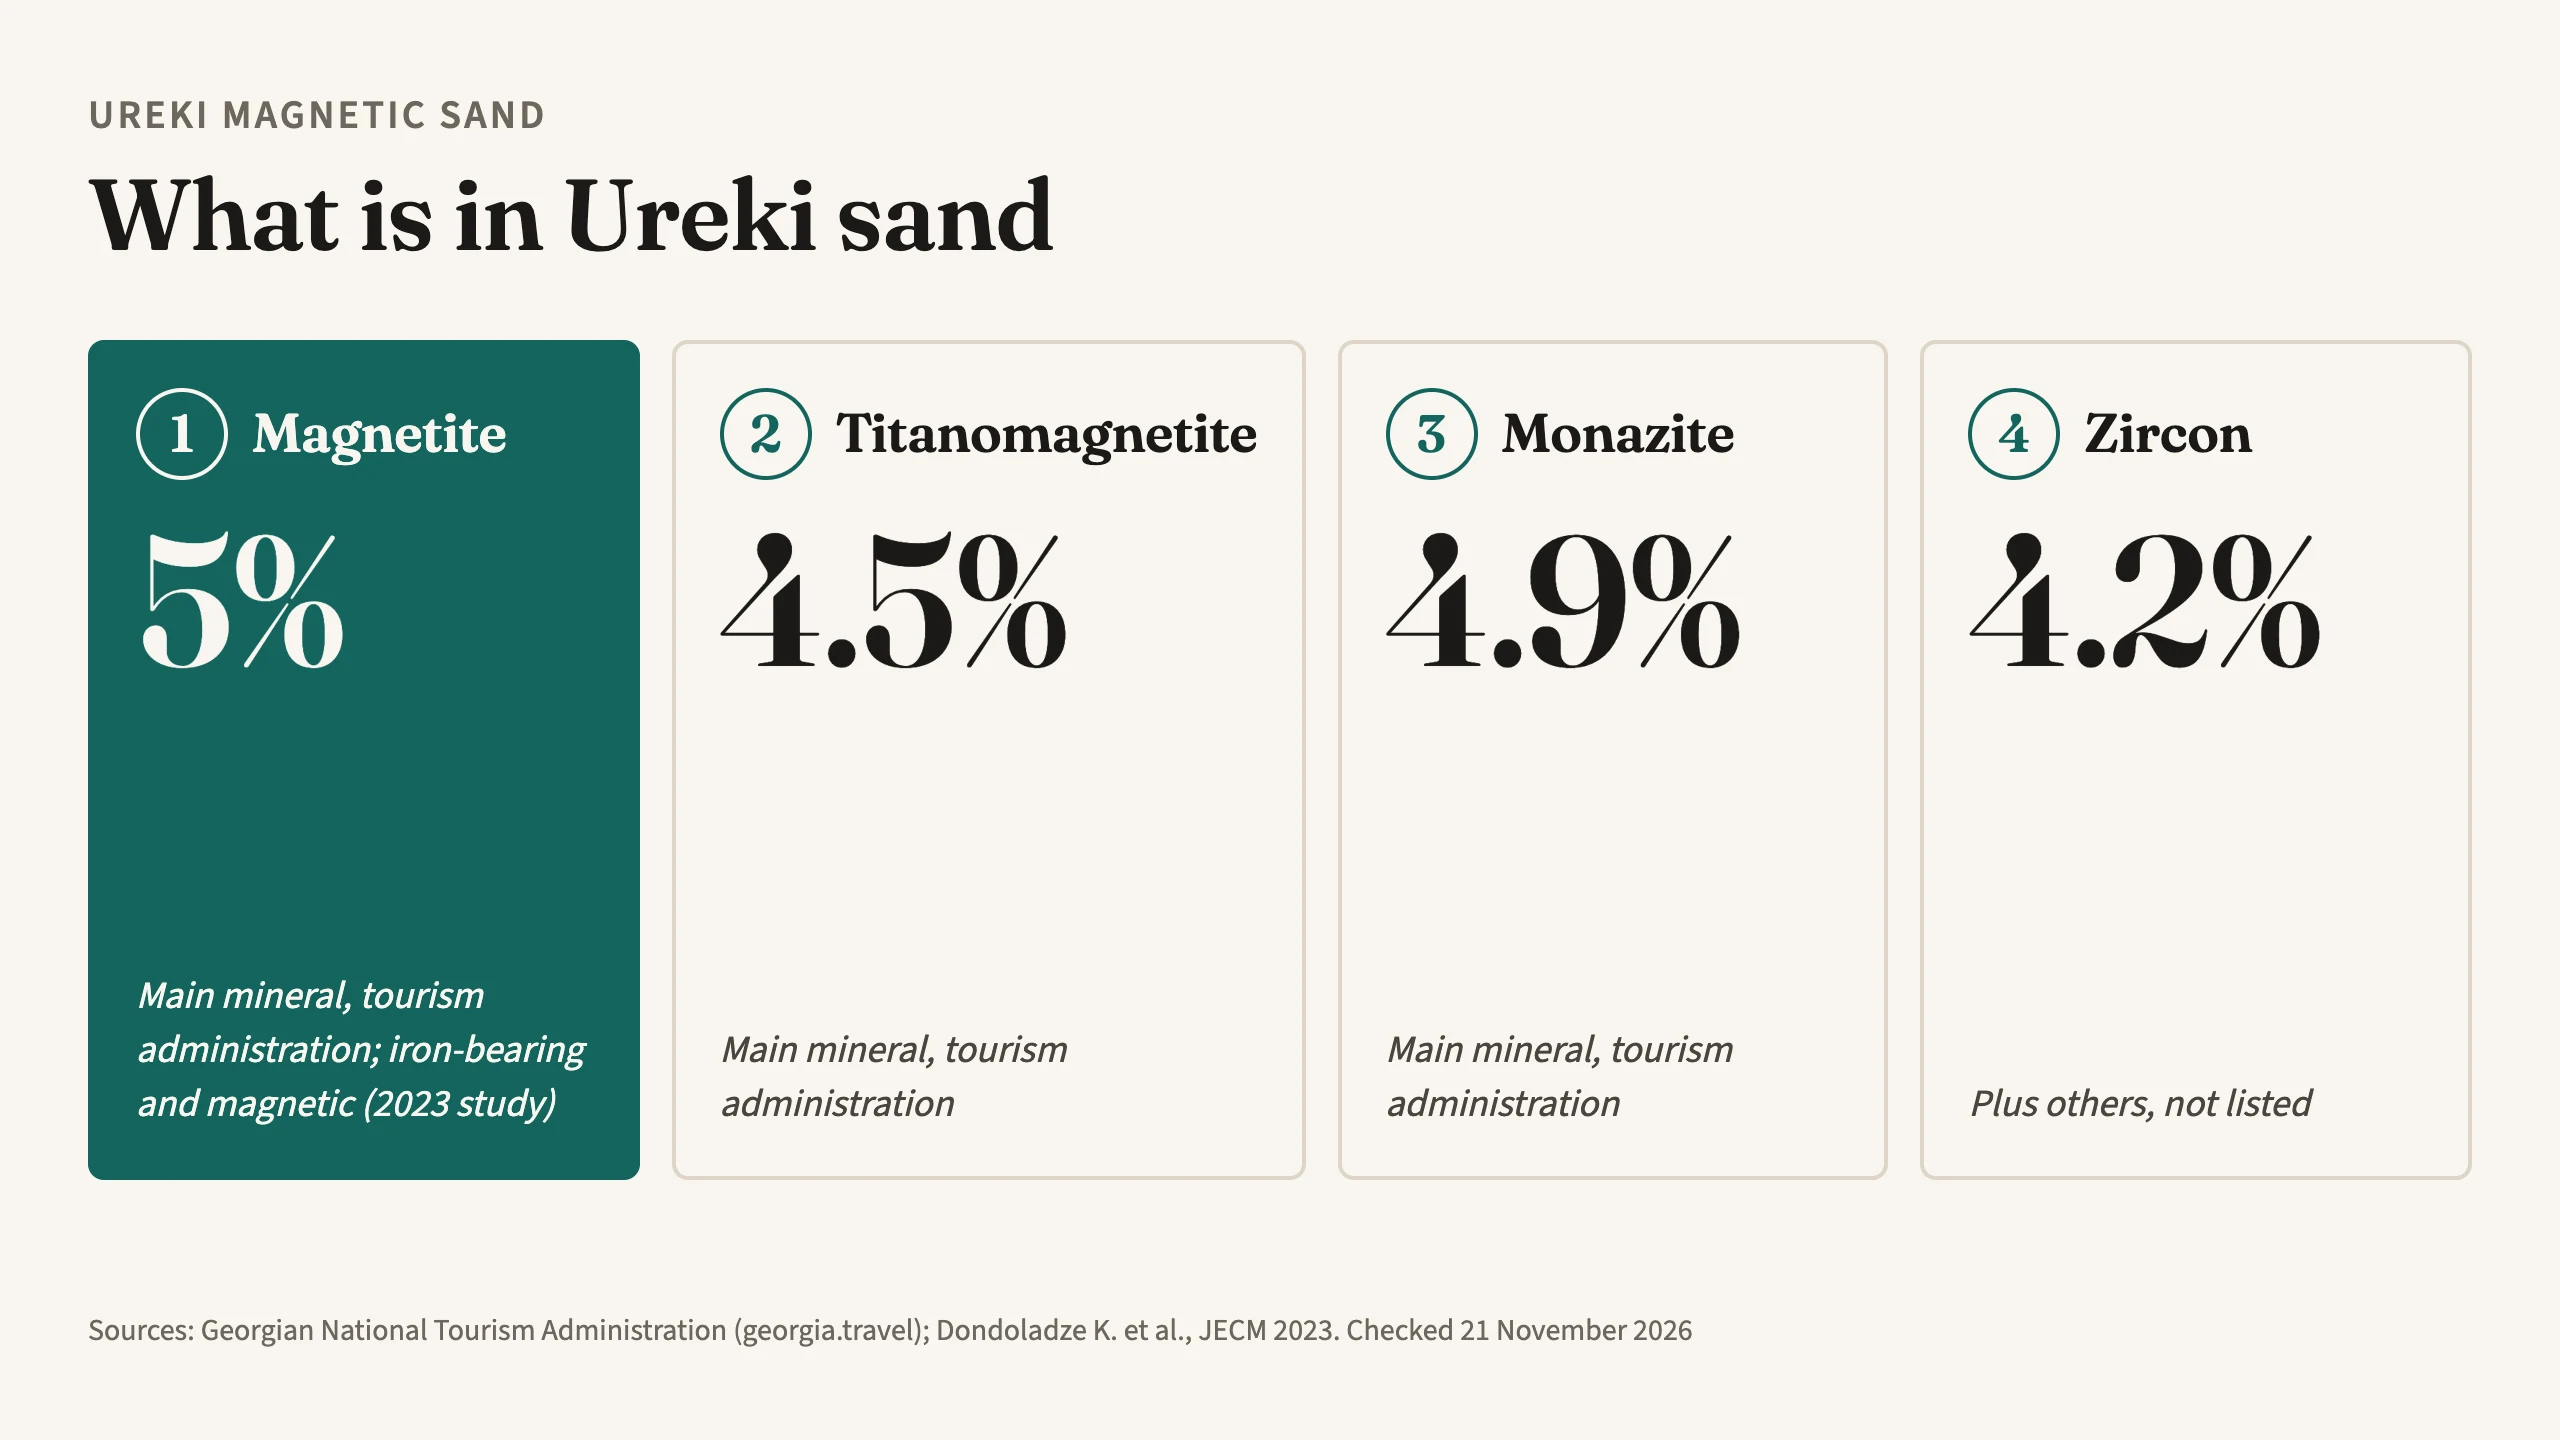 UREKI MAGNETIC SAND
What is in Ureki sand
1 Magnetite
5%
Main mineral, tourism
administration; iron-bearing
and magnetic (2023 study)
2 Titanomagnetite
4.5%
Main mineral, tourism
administration
3 Monazite
4.9%
Main mineral, tourism
administration
4 Zircon
4.2%
Plus others, not listed
Sources: Georgian National Tourism Administration (georgia.travel); Dondoladze K. et al., JECM 2023. Checked 21 November 2026